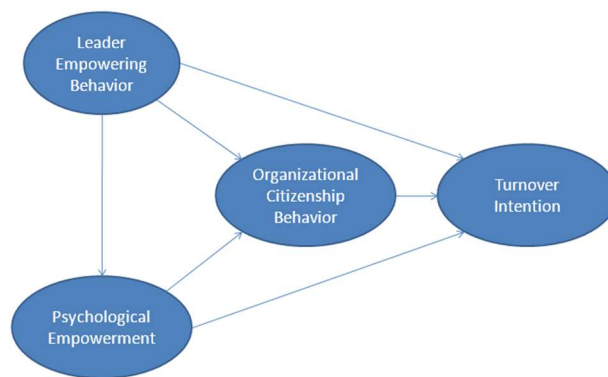 Leader
Empowering
Behavior
Organizational
Citizenship
Behavior
Turnover
Intention
Psychological
Empowerment